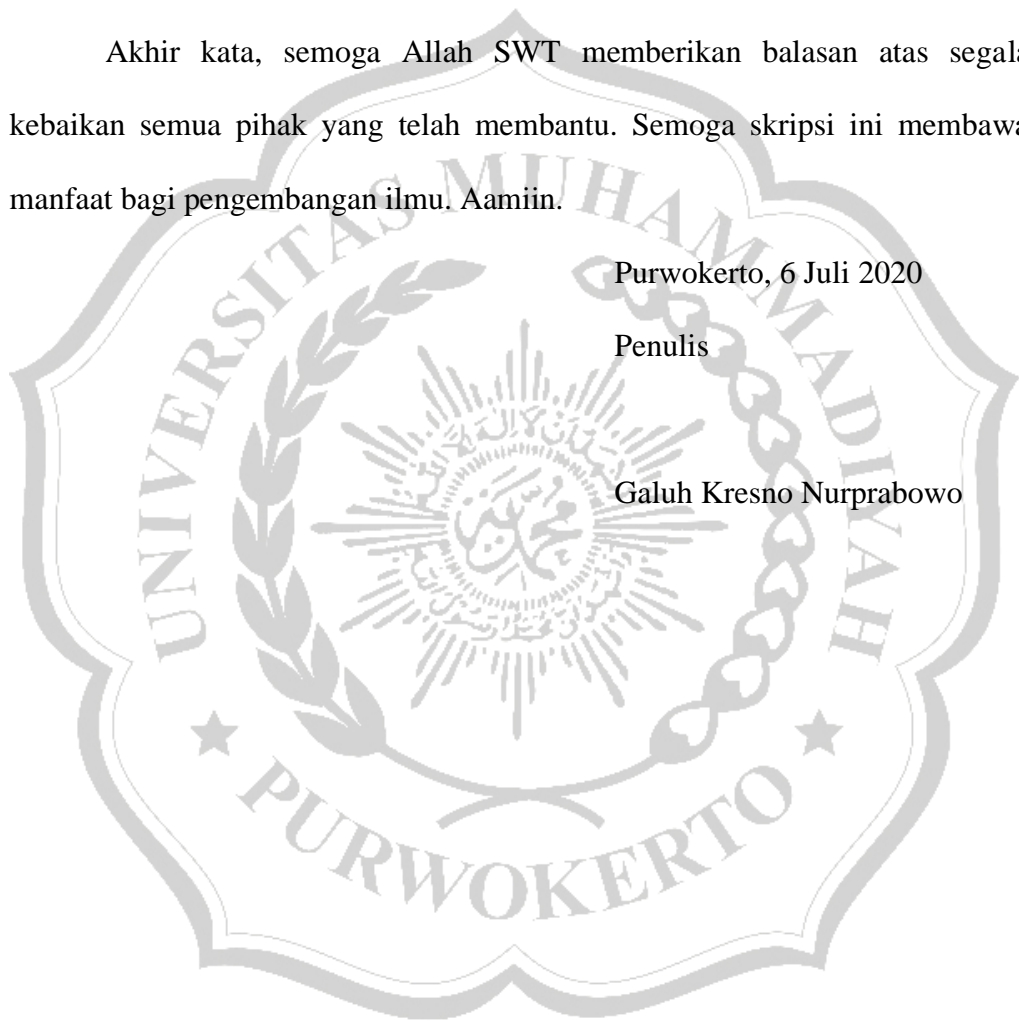 Akhir kata, semoga Allah SWT memberikan balasan atas segala
kebaikan semua pihak yang telah membantu. Semoga skripsi ini membawa
manfaat bagi pengembangan ilmu. Aamiin.
Purwokerto, 6 Juli 2020
Penulis
Galuh Kresno Nurprabowo
UNIVERSITAS MUHAMMADIYAH
PURWOKERTO